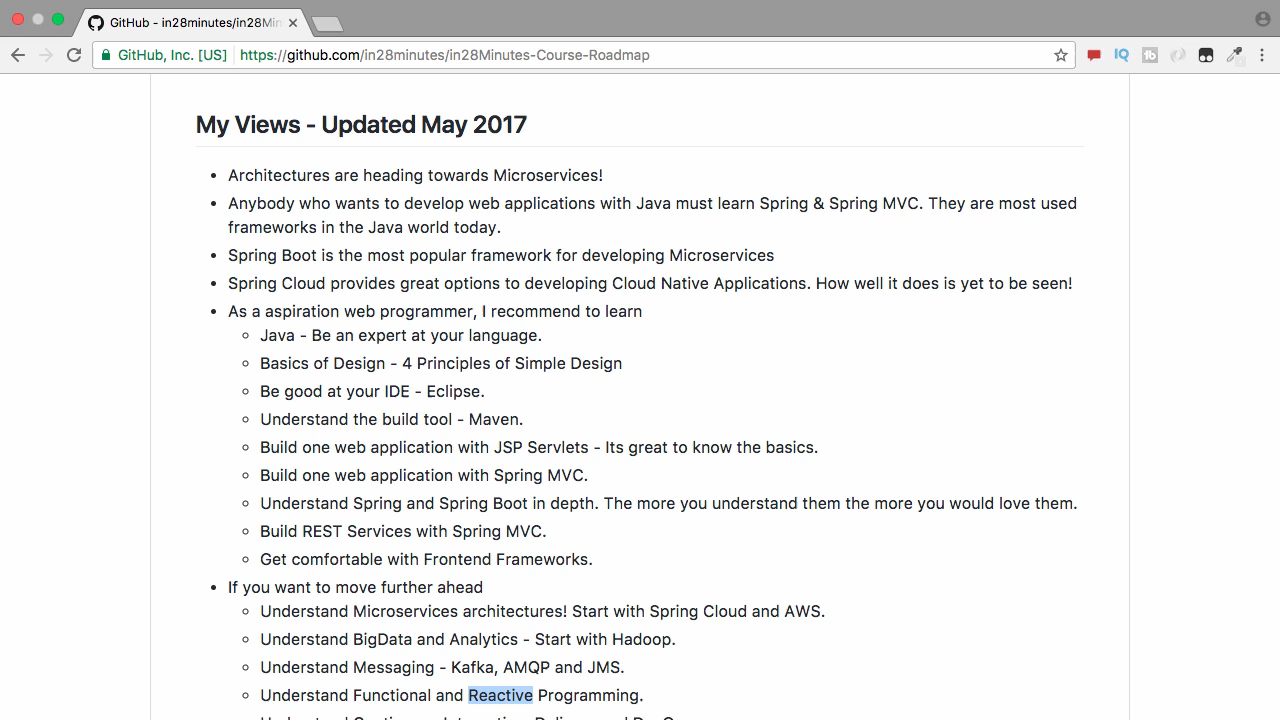 GitHub - in28minutes/in28Min
GitHub, Inc. [US] https://github.com/in28minutes/in28Minutes-Course-Roadmap
My Views - Updated May 2017
Architectures are heading towards Microservices!
Anybody who wants to develop web applications with Java must learn Spring & Spring MVC. They are most used
frameworks in the Java world today.
Spring Boot is the most popular framework for developing Microservices
Spring Cloud provides great options to developing Cloud Native Applications. How well it does is yet to be seen!
As a aspiration web programmer, I recommend to learn
Java - Be an expert at your language.
Basics of Design - 4 Principles of Simple Design
Be good at your IDE - Eclipse.
Understand the build tool - Maven.
Build one web application with JSP Servlets - Its great to know the basics.
Build one web application with Spring MVC.
Understand Spring and Spring Boot in depth. The more you understand them the more you would love them.
Build REST Services with Spring MVC.
Get comfortable with Frontend Frameworks.
If you want to move further ahead
Understand Microservices architectures! Start with Spring Cloud and AWS.
Understand BigData and Analytics - Start with Hadoop.
Understand Messaging - Kafka, AMQP and JMS.
Understand Functional and Reactive Programming.